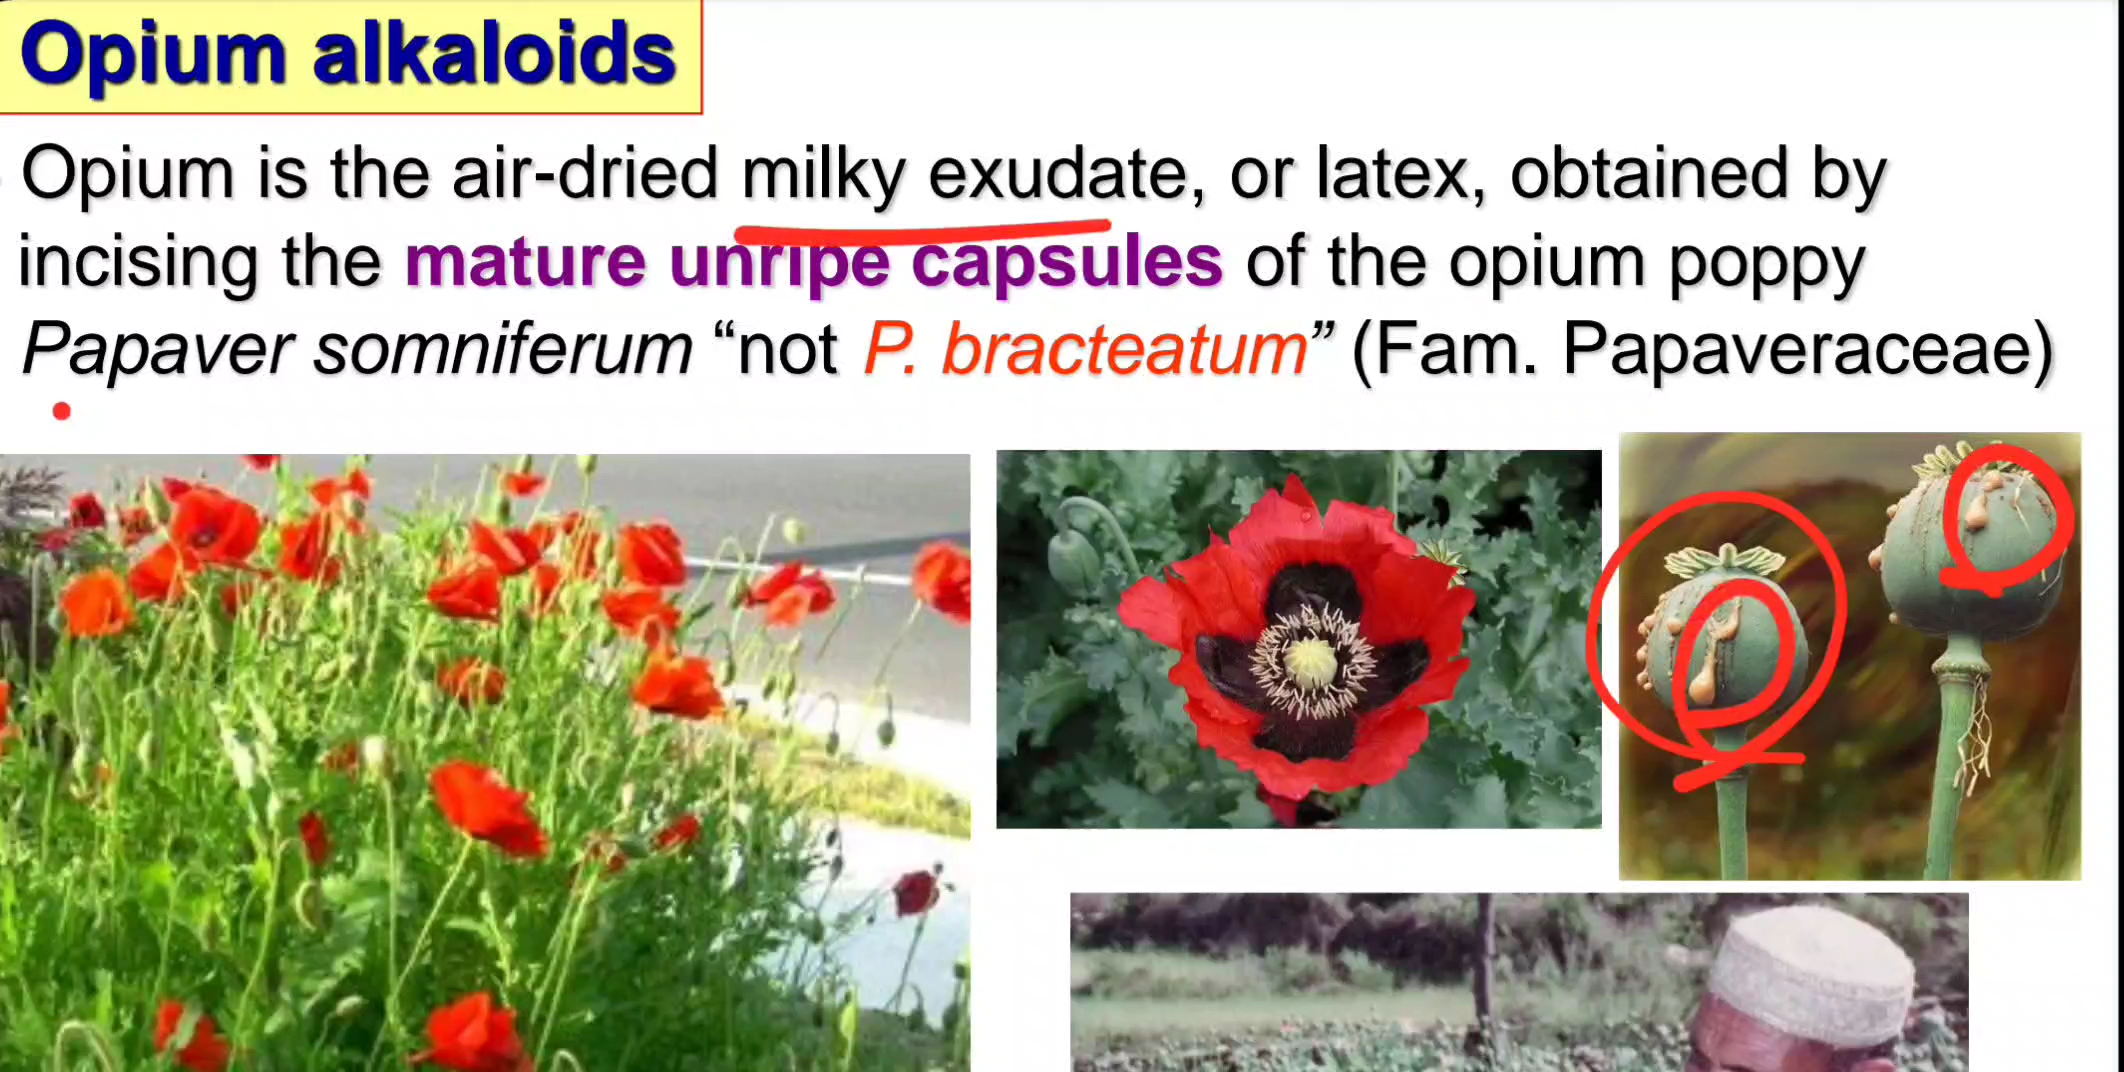 Opium alkaloids
Opium is the air-dried milky exudate, or latex, obtained by
incising the mature unripe capsules of the opium poppy
Papaver somniferum “not P. bracteatum” (Fam. Papaveraceae)